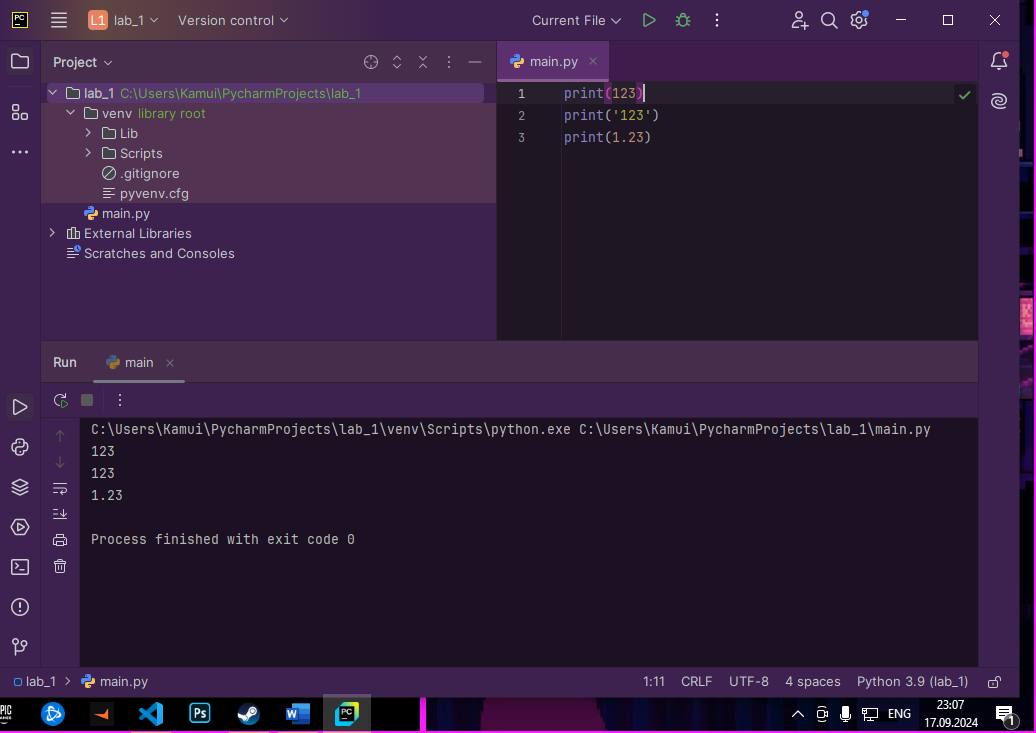 PC L1 lab_1 Version control Current File
Project
main.py
lab_1 C:\Users\Kamui\PycharmProjects\lab_1
venv library root
Lib
Scripts
.gitignore
pyvenv.cfg
main.py
External Libraries
Scratches and Consoles
1 print(123)
2 print('123')
3 print(1.23)
Run main
C:\Users\Kamui\PycharmProjects\lab_1\venv\Scripts\python.exe C:\Users\Kamui\PycharmProjects\lab_1\main.py
123
123
1.23
Process finished with exit code 0
lab_1 main.py 1:11 CRLF UTF-8 4 spaces Python 3.9 (lab_1)
Ps W PC ENG 23:07
17.09.2024
1